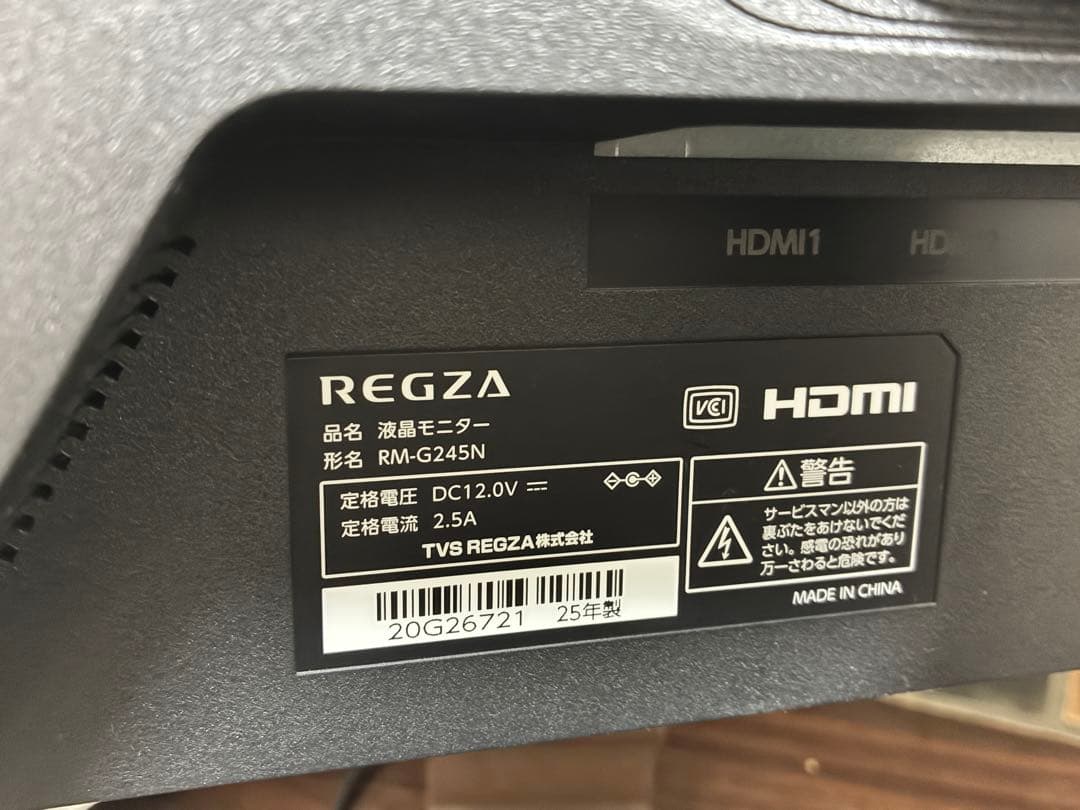 HDMI1
HD
REGZA
VCCI
HDMI
品名 液晶モニター
形名 RM-G245N
定格電圧 DC12.0V
定格電流 2.5A
TVS REGZA株式会社
20G26721 25年製
警告
サービスマン以外の方は
裏ぶたをあけないでくだ
さい。感電の恐れがあり
万一さわると危険です。
MADE IN CHINA